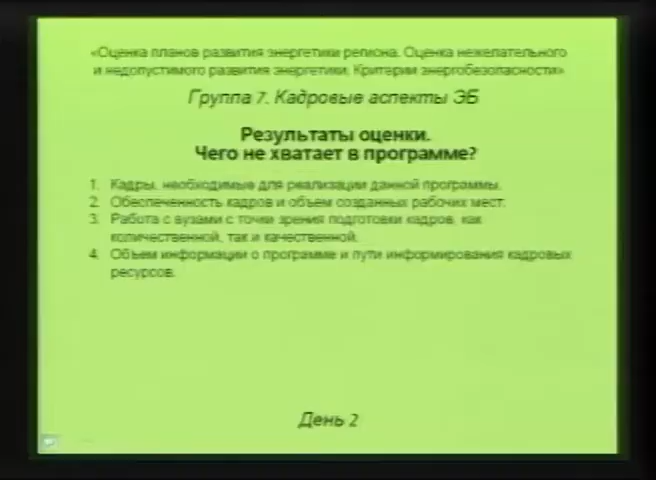 «Оценка планов развития энергетики региона. Оценка нежелательного
и недопустимого развития энергетики. Критерии энергобезопасности»
Группа 7. Кадровые аспекты ЭБ
Результаты оценки.
Чего не хватает в программе?
1. Кадры, необходимые для реализации данной программы.
2. Обеспеченность кадров и объем созданных рабочих мест.
3. Работа с вузами с точки зрения подготовки кадров, как
количественной, так и качественной.
4. Объем информации о программе и пути информирования кадровых
ресурсов.
День 2